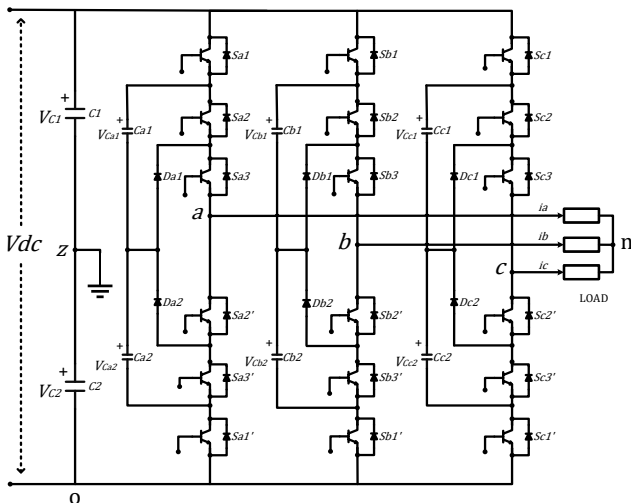 Sa1 Sb1 Sc1
+ + + +
VC1 C1 VCa1 Ca1 Sa2 VCb1 Cb1 Sb2 VCc1 Cc1 Sc2
Da1 Sa3 Db1 Sb3 Dc1 Sc3
a ia
Vdc z b ib n
c ic
LOAD
Da2 Sa2' Db2 Sb2' Dc2 Sc2'
+ + + +
VCa2 Ca2 VCb2 Cb2 VCc2 Cc2
VC2 C2 Sa3' Sb3' Sc3'
Sa1' Sb1' Sc1'
o